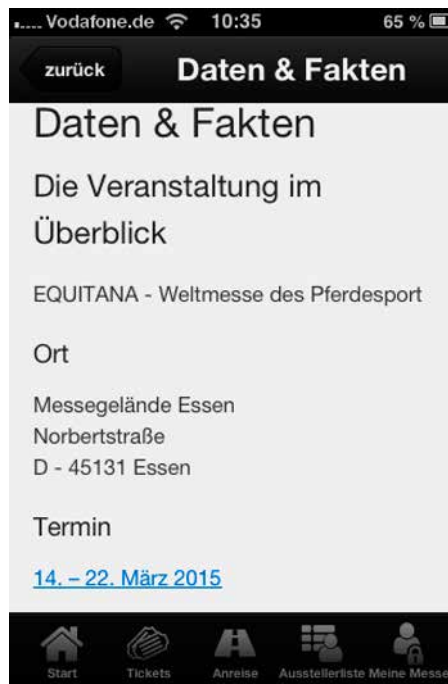 ..... Vodafone.de 10:35 65 %
zurück Daten & Fakten
Daten & Fakten
Die Veranstaltung im
Überblick
EQUITANA - Weltmesse des Pferdesport
Ort
Messegelände Essen
Norbertstraße
D - 45131 Essen
Termin
14. – 22. März 2015
Start Tickets Anreise Ausstellerliste Meine Messe